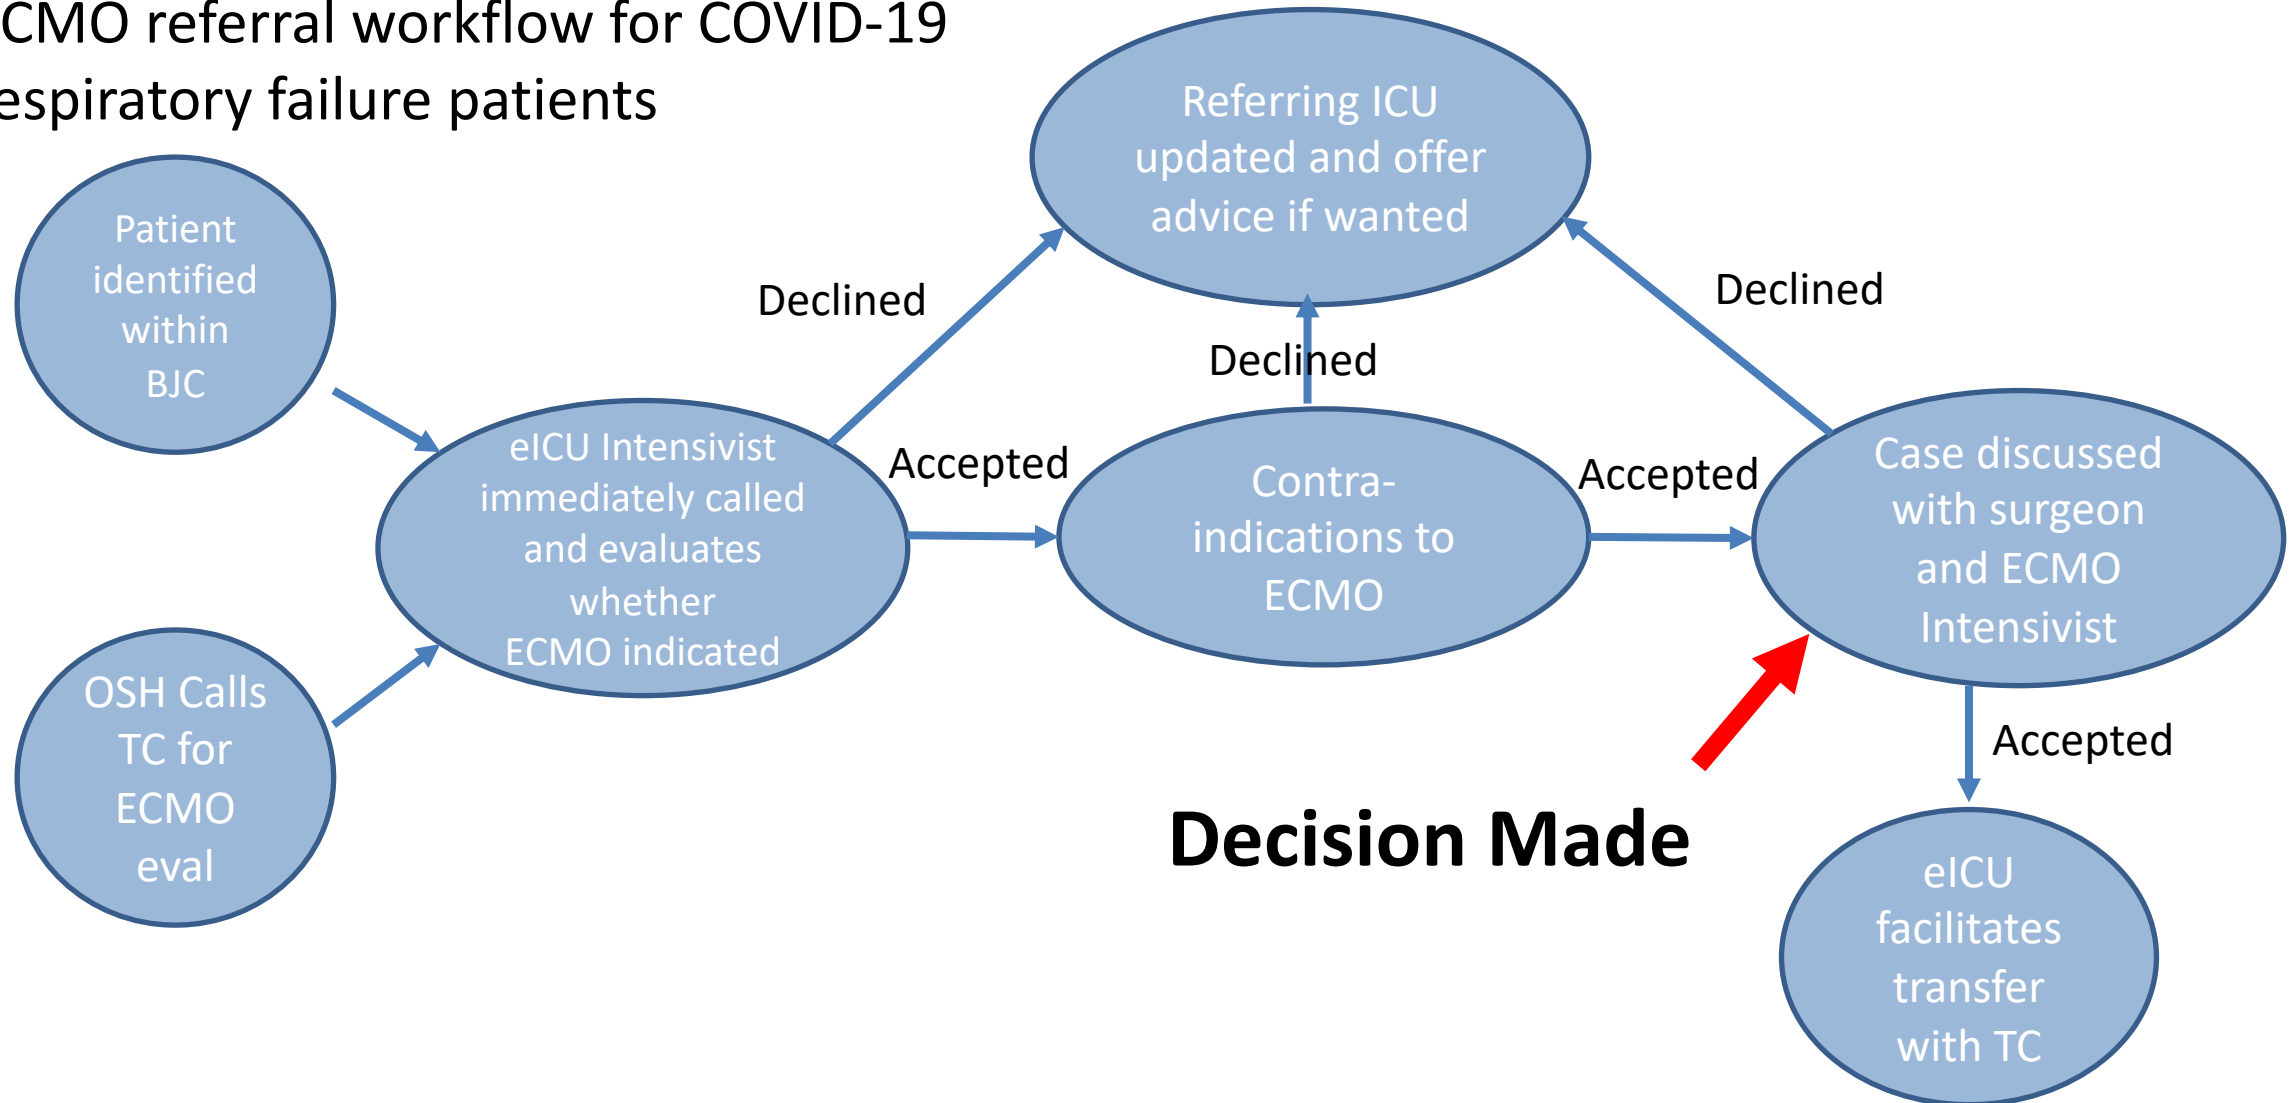 CMO referral workflow for COVID-19
espiratory failure patients
Patient
identified
within
BJC
OSH Calls
TC for
ECMO
eval
eICU Intensivist
immediately called
and evaluates
whether
ECMO indicated
Declined
Accepted
Referring ICU
updated and offer
advice if wanted
Declined
Contra-
indications to
ECMO
Declined
Accepted
Case discussed
with surgeon
and ECMO
Intensivist
Decision Made
Accepted
eICU
facilitates
transfer
with TC